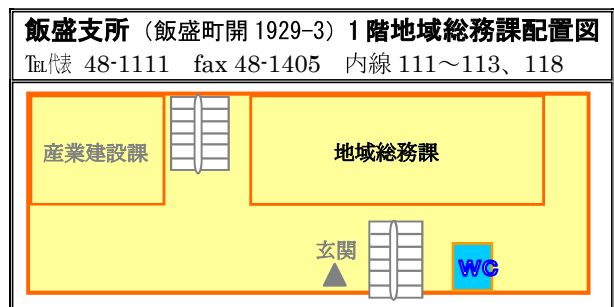 飯盛支所（飯盛町開 1929-3）1 階地域総務課配置図
℡代表 48-1111 fax 48-1405 内線 111～113、118
産業建設課
地域総務課
玄関
WC